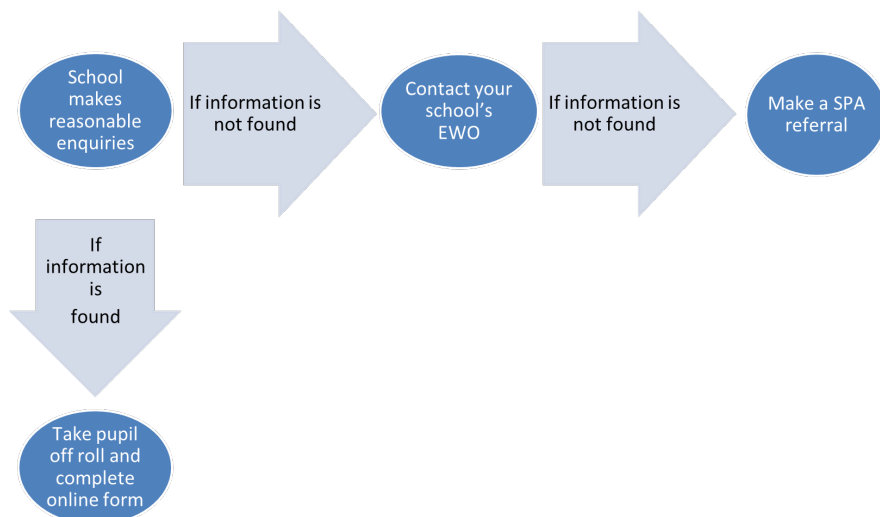 School
makes
reasonable
enquiries
If information is
not found
Contact your
school's
EWO
If information is
not found
Make a SPA
referral
If
information
is
found
Take pupil
off roll and
complete
online form